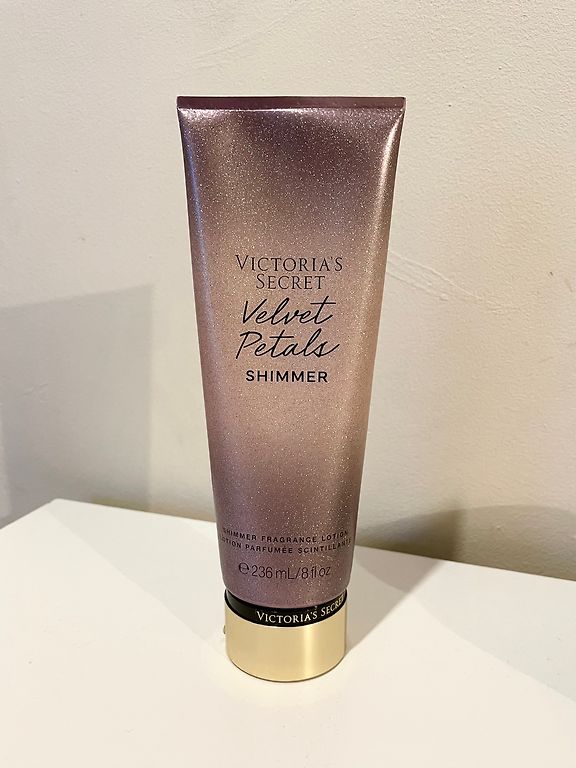 VICTORIA'S
SECRET
Velvet
Petals
SHIMMER
SHIMMER FRAGRANCE LOTION
LOTION PARFUMÉE SCINTILLANTE
℮ 236 mL/8 fl oz
VICTORIA'S SECRET